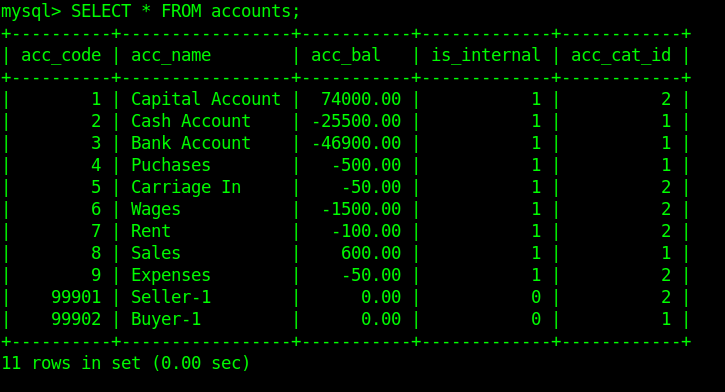 mysql> SELECT * FROM accounts;
+----------+-----------------+-----------+-------------+------------+
| acc_code | acc_name        | acc_bal   | is_internal | acc_cat_id |
+----------+-----------------+-----------+-------------+------------+
|        1 | Capital Account |  74000.00 |           1 |          2 |
|        2 | Cash Account    | -25500.00 |           1 |          1 |
|        3 | Bank Account    | -46900.00 |           1 |          1 |
|        4 | Puchases        |   -500.00 |           1 |          1 |
|        5 | Carriage In     |    -50.00 |           1 |          2 |
|        6 | Wages           |  -1500.00 |           1 |          2 |
|        7 | Rent            |   -100.00 |           1 |          2 |
|        8 | Sales           |    600.00 |           1 |          1 |
|        9 | Expenses        |    -50.00 |           1 |          2 |
|    99901 | Seller-1        |      0.00 |           0 |          2 |
|    99902 | Buyer-1         |      0.00 |           0 |          1 |
+----------+-----------------+-----------+-------------+------------+
11 rows in set (0.00 sec)